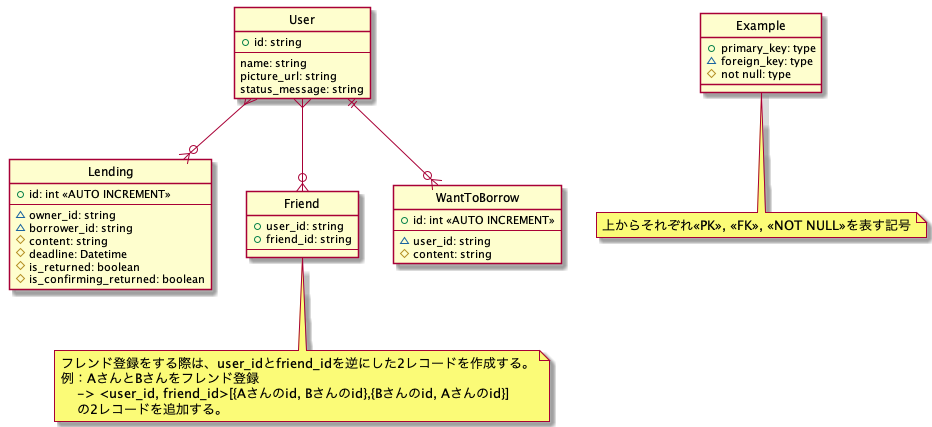 User
id: string
name: string
picture_url: string
status_message: string
Example
primary_key: type
foreign_key: type
not null: type
Lending
id: int «AUTO INCREMENT»
owner_id: string
borrower_id: string
content: string
deadline: Datetime
is_returned: boolean
is_confirming_returned: boolean
Friend
user_id: string
friend_id: string
WantToBorrow
id: int «AUTO INCREMENT»
user_id: string
content: string
上からそれぞれ«PK», «FK», «NOT NULL»を表す記号
フレンド登録をする際は、user_idとfriend_idを逆にした2レコードを作成する。
例：AさんとBさんをフレンド登録
-> <user_id, friend_id>[{Aさんのid, Bさんのid},{Bさんのid, Aさんのid}]
の2レコードを追加する。